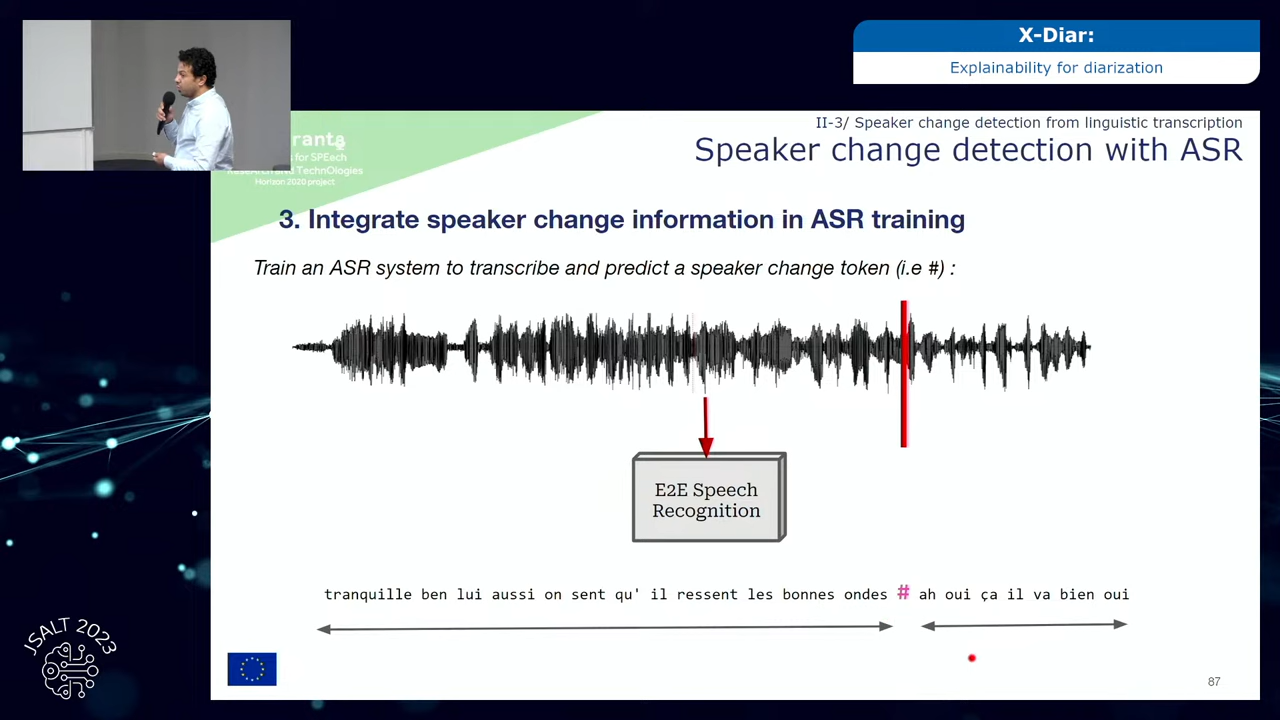 X-Diar:
Explainability for diarization
II-3/ Speaker change detection from linguistic transcription
Speaker change detection with ASR
for SPEech
TechnOlogies
Horizon 2020 project
3. Integrate speaker change information in ASR training
Train an ASR system to transcribe and predict a speaker change token (i.e #) :
E2E Speech
Recognition
tranquille ben lui aussi on sent qu' il ressent les bonnes ondes # ah oui ça il va bien oui
JSALT 2023
87